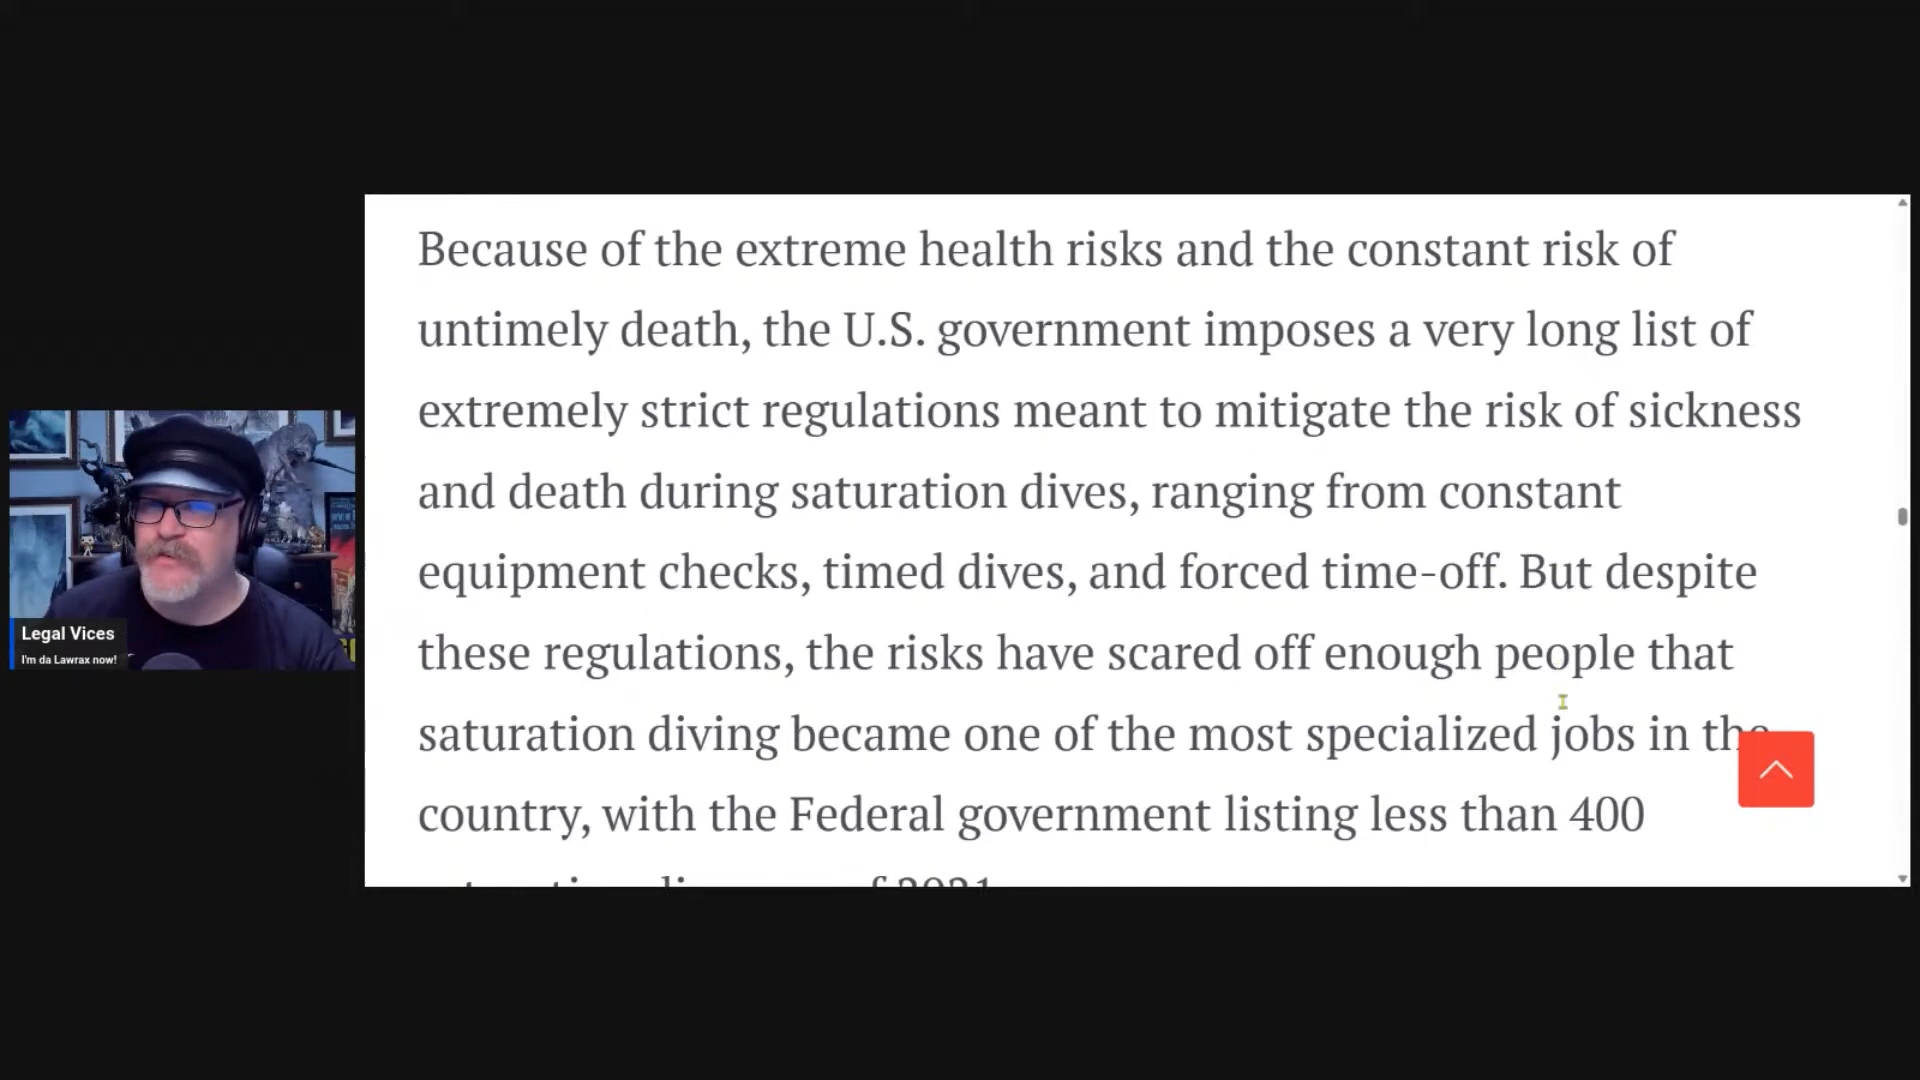 Because of the extreme health risks and the constant risk of
untimely death, the U.S. government imposes a very long list of
extremely strict regulations meant to mitigate the risk of sickness
and death during saturation dives, ranging from constant
equipment checks, timed dives, and forced time-off. But despite
these regulations, the risks have scared off enough people that
saturation diving became one of the most specialized jobs in the
country, with the Federal government listing less than 400
of 2021
Legal Vices
I'm da Lawrax now!